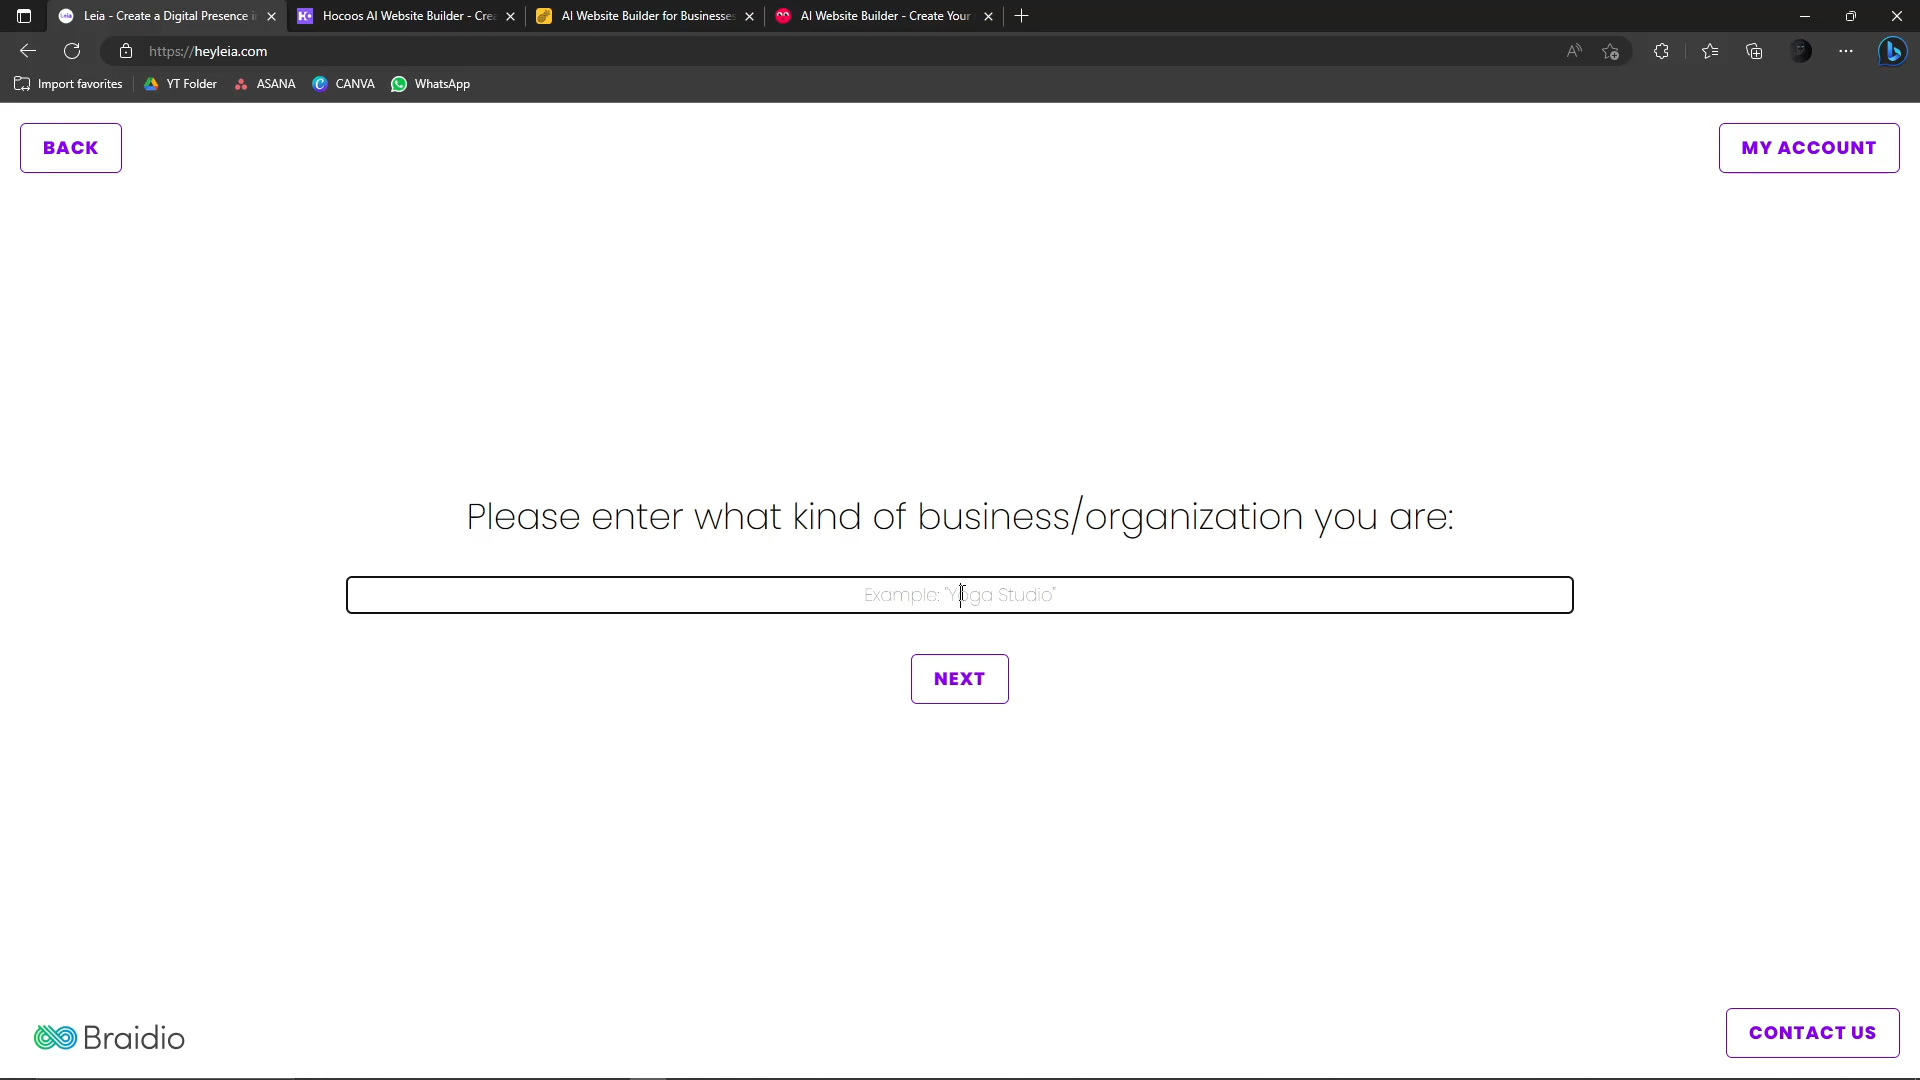 Leia - Create a Digital Presence i
Hocoos AI Website Builder - Cre
AI Website Builder for Businesses
AI Website Builder - Create Your
https://heyleia.com
Import favorites
YT Folder
ASANA
CANVA
WhatsApp
BACK
MY ACCOUNT
Please enter what kind of business/organization you are:
Example: "Yoga Studio"
NEXT
Braidio
CONTACT US